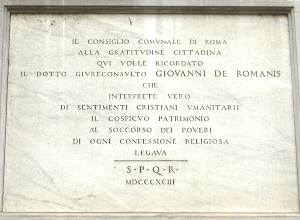 IL CONSIGLIO COMVNALE DI ROMA
ALLA GRATITVDINE CITTADINA
QVI VOLLE RICORDATO
IL DOTTO GIVRECONSVLTO GIOVANNI DE ROMANIS
CHE
INTERPRETE VERO
DI SENTIMENTI CRISTIANI VMANITARII
IL COSPICVO PATRIMONIO
AL SOCCORSO DEI POVERI
DI OGNI CONFESSIONE RELIGIOSA
LEGAVA
S·P·Q·R·
MDCCCXCIII